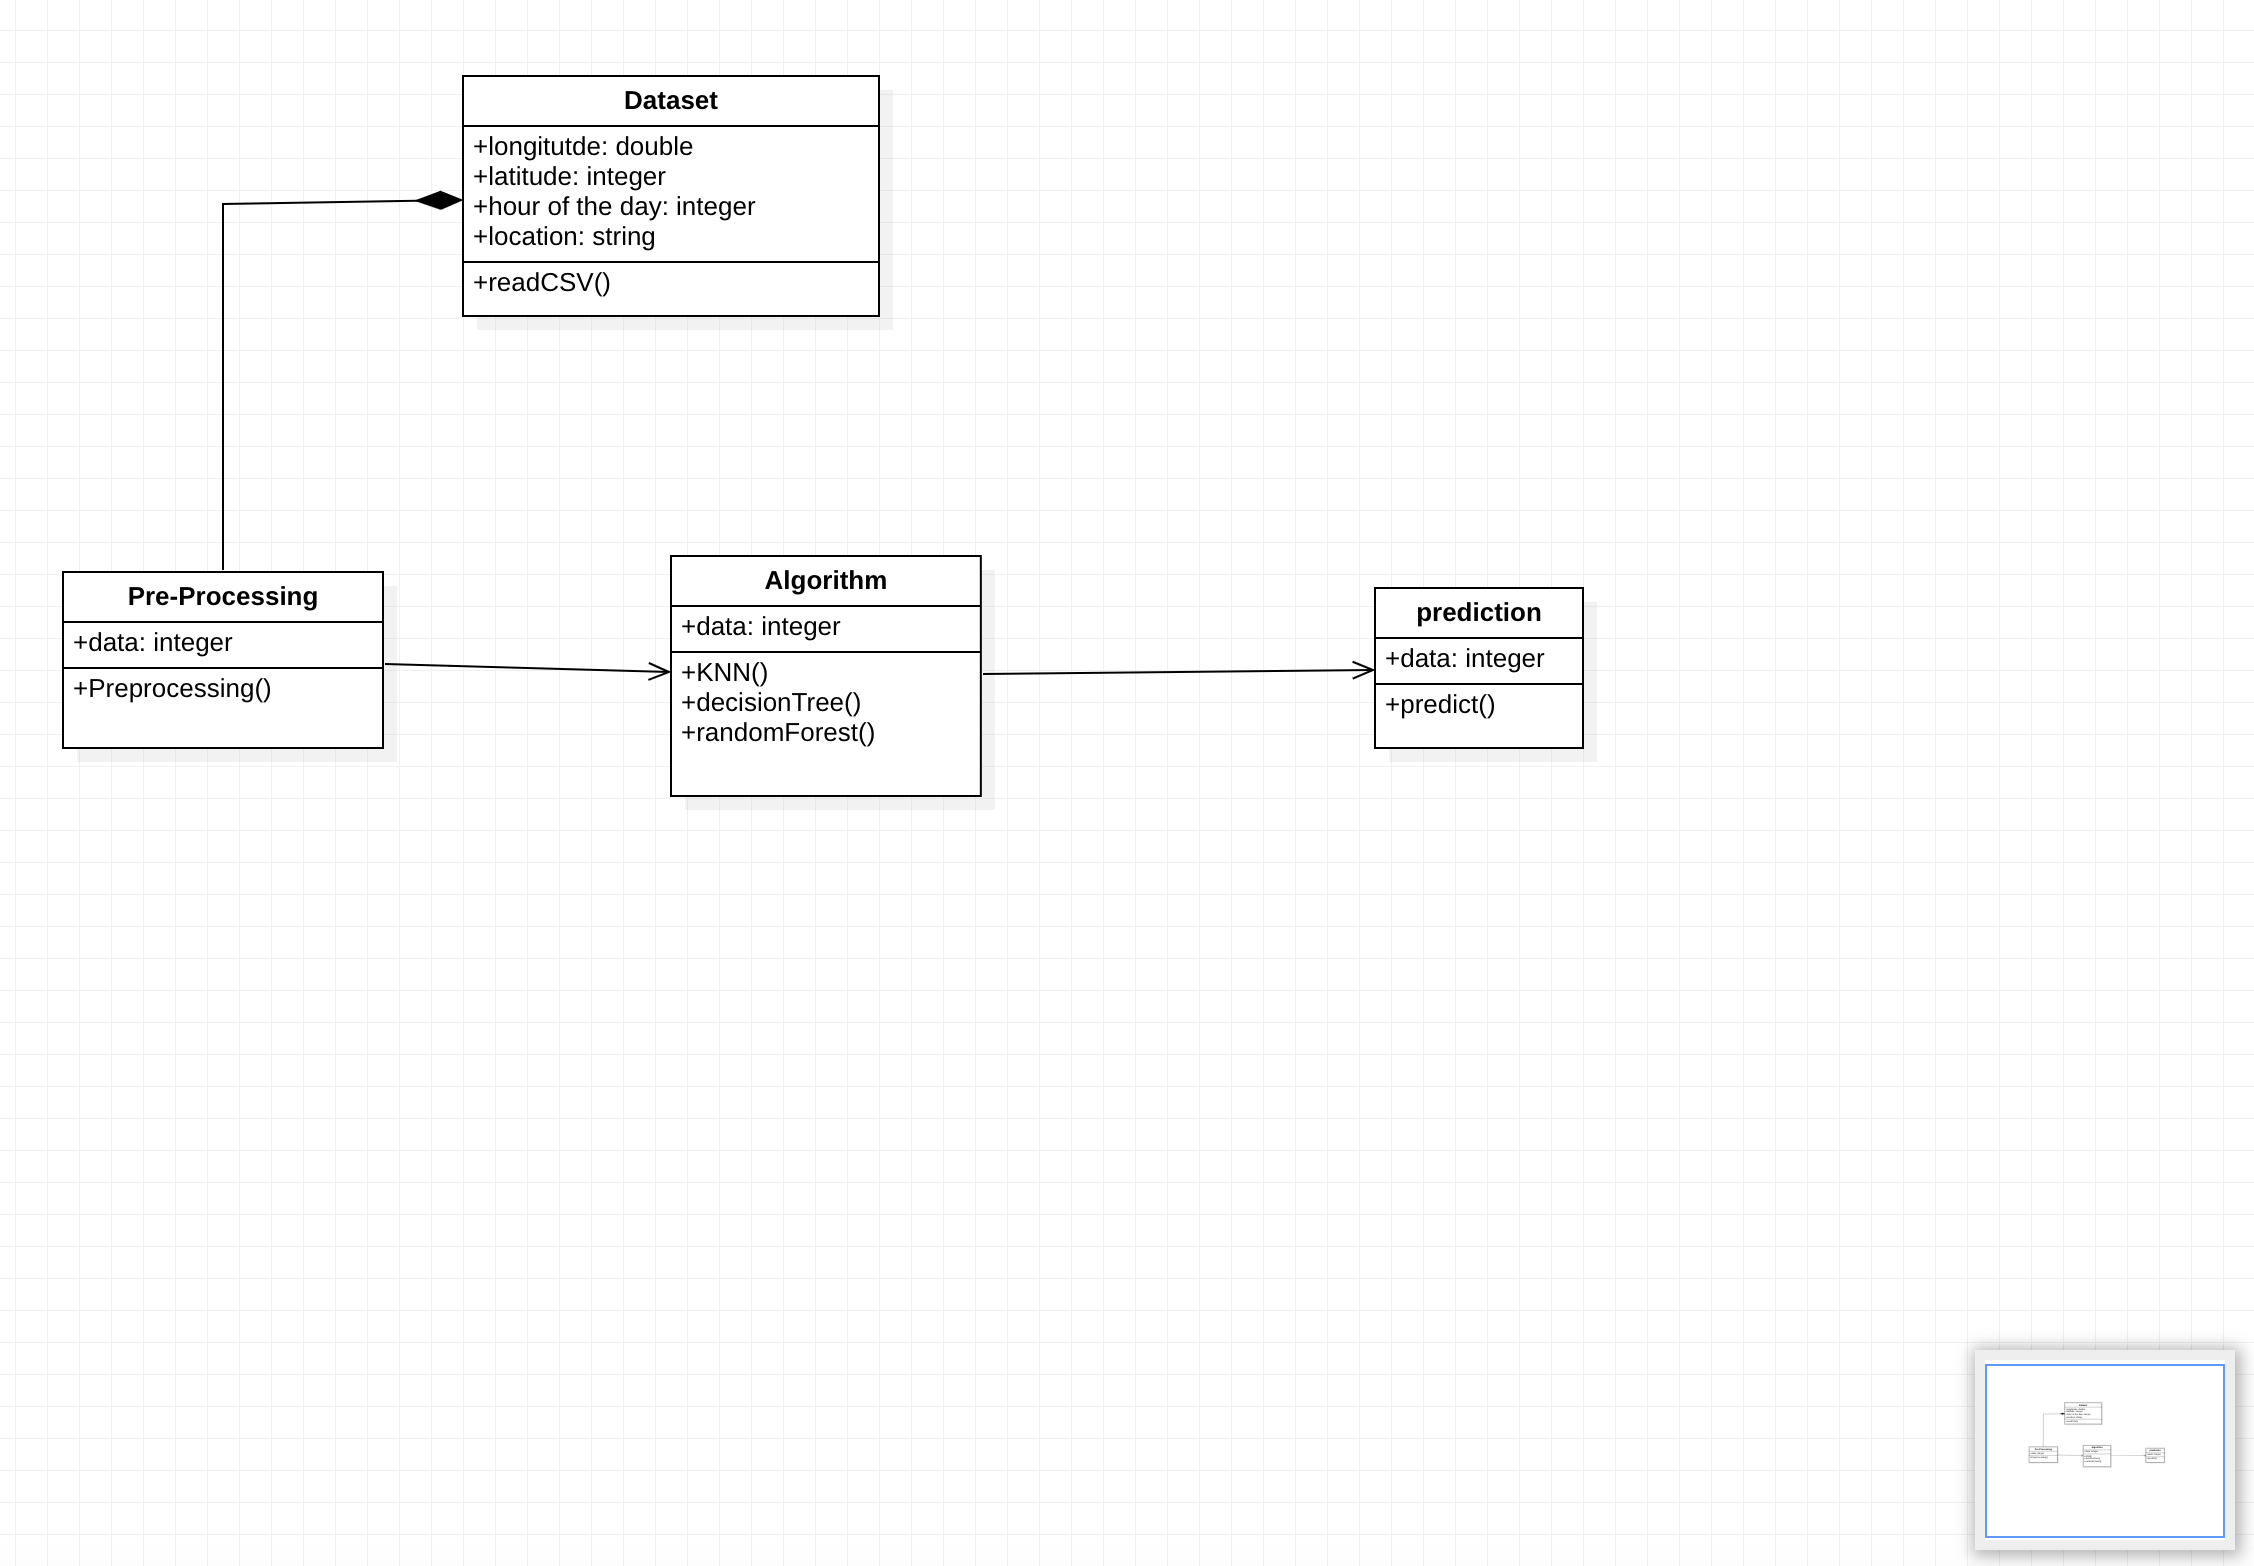 Dataset
+longitutde: double
+latitude: integer
+hour of the day: integer
+location: string
+readCSV()
Pre-Processing
+data: integer
+Preprocessing()
Algorithm
+data: integer
+KNN()
+decisionTree()
+randomForest()
prediction
+data: integer
+predict()